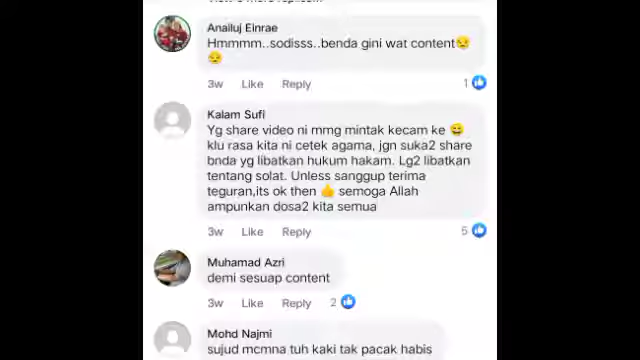 Anailuj Einrae
Hmmmm..sodisss..benda gini wat content😒
😒
3w Like Reply 1
Kalam Sufi
Yg share video ni mmg mintak kecam ke 😅
klu rasa kita ni cetek agama, jgn suka2 share
bnda yg libatkan hukum hakam. Lg2 libatkan
tentang solat. Unless sanggup terima
teguran,its ok then 👍 semoga Allah
ampunkan dosa2 kita semua
3w Like Reply 5
Muhamad Azri
demi sesuap content
3w Like Reply 2
Mohd Najmi
sujud mcmna tuh kaki tak pacak habis